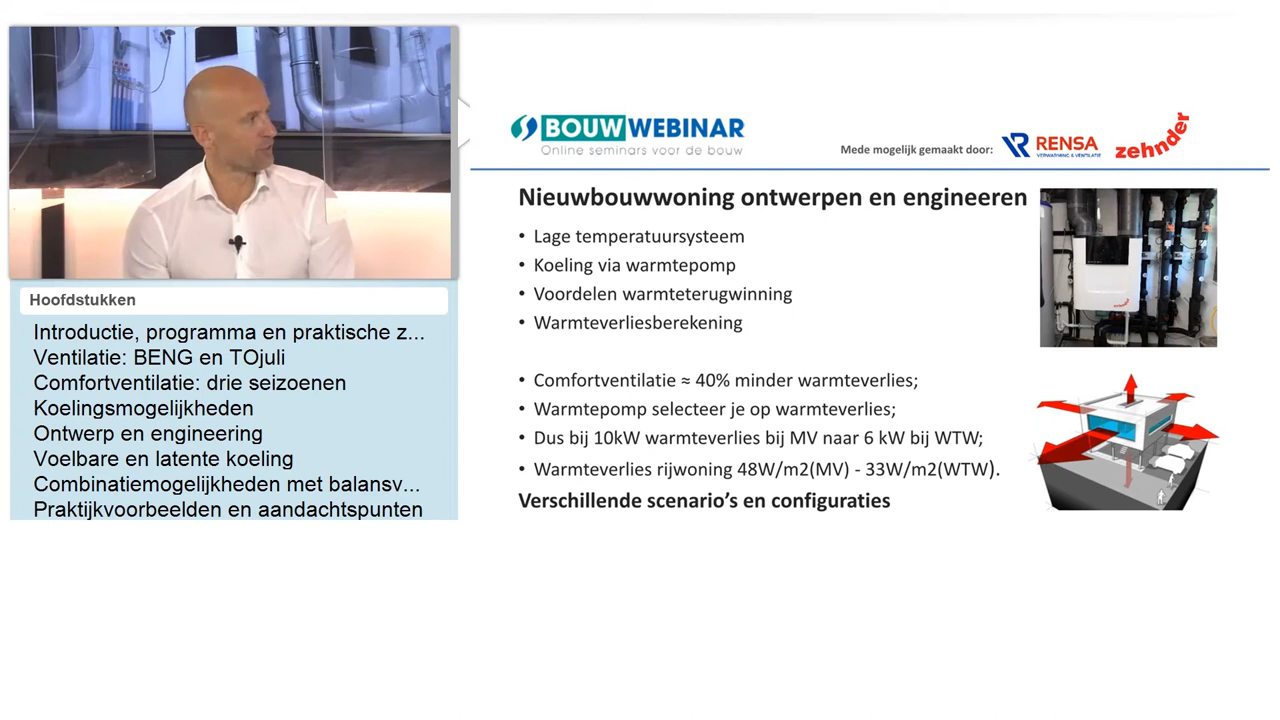 BOUWWEBINAR
Online seminars voor de bouw
Mede mogelijk gemaakt door:
RENSA
VERWARMING & VENTILATIE
zehnder
Nieuwbouwwoning ontwerpen en engineeren
• Lage temperatuursysteem
• Koeling via warmtepomp
• Voordelen warmteterugwinning
• Warmteverliesberekening
• Comfortventilatie ≈ 40% minder warmteverlies;
• Warmtepomp selecteer je op warmteverlies;
• Dus bij 10kW warmteverlies bij MV naar 6 kW bij WTW;
• Warmteverlies rijwoning 48W/m2(MV) - 33W/m2(WTW).
Verschillende scenario's en configuraties
Hoofdstukken
Introductie, programma en praktische z...
Ventilatie: BENG en TOjuli
Comfortventilatie: drie seizoenen
Koelingsmogelijkheden
Ontwerp en engineering
Voelbare en latente koeling
Combinatiemogelijkheden met balansv...
Praktijkvoorbeelden en aandachtspunten